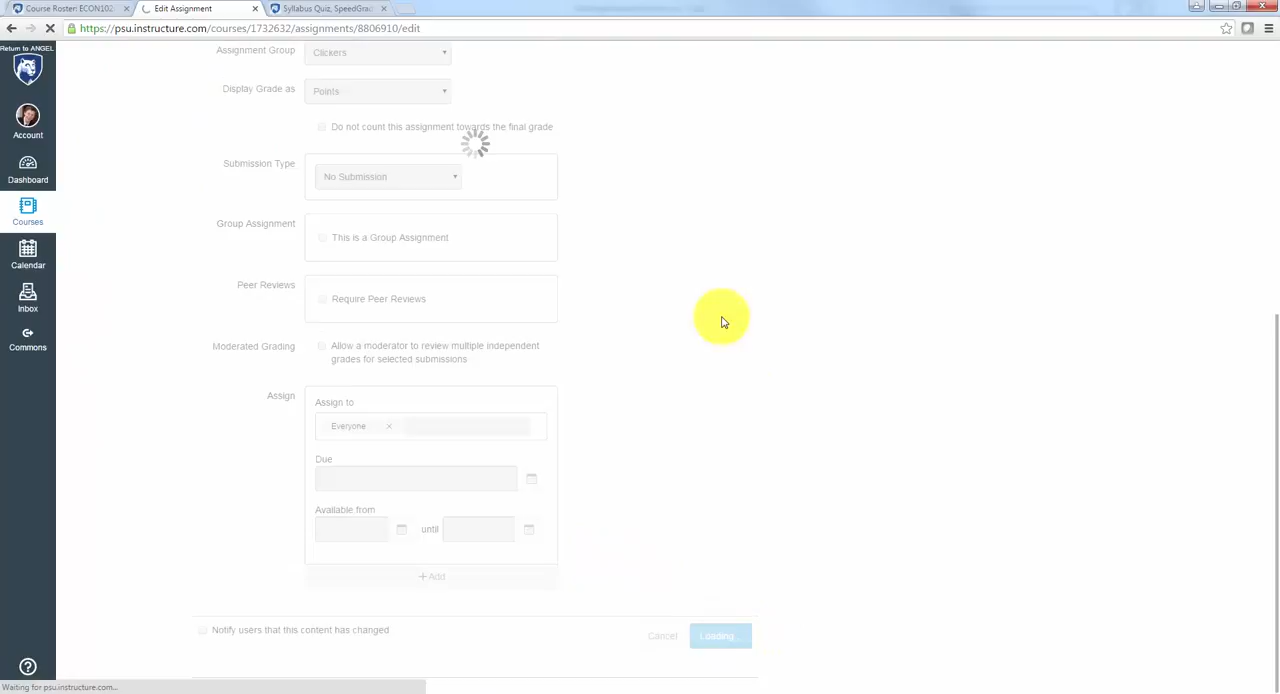 Course Roster: ECON102
Edit Assignment
Syllabus Quiz, SpeedGra
https://psu.instructure.com/courses/1732632/assignments/8806910/edit
Return to ANGEL
Account
Dashboard
Courses
Calendar
Inbox
Commons
Assignment Group
Clickers
Display Grade as
Points
Do not count this assignment towards the final grade
Submission Type
No Submission
Group Assignment
This is a Group Assignment
Peer Reviews
Require Peer Reviews
Moderated Grading
Allow a moderator to review multiple independent
grades for selected submissions
Assign
Assign to
Everyone ×
Due
Available from
until
+ Add
Notify users that this content has changed
Cancel
Loading...
Waiting for psu.instructure.com...